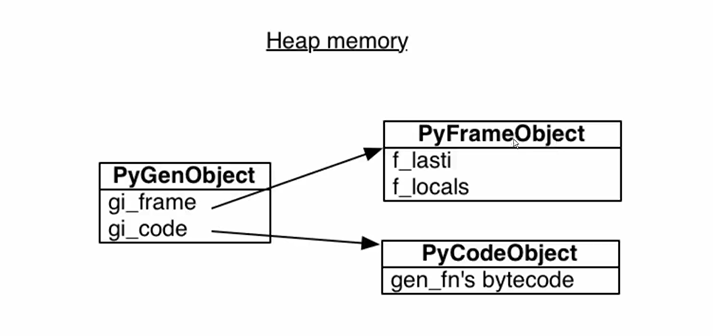 Heap memory
PyGenObject
gi_frame
gi_code
PyFrameObject
f_lasti
f_locals
PyCodeObject
gen_fn's bytecode